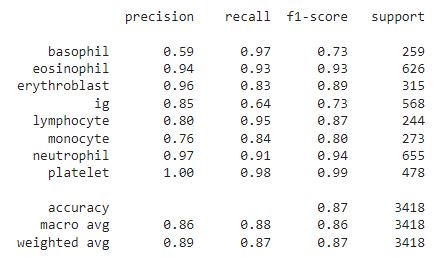 precision recall f1-score support
basophil 0.59 0.97 0.73 259
eosinophil 0.94 0.93 0.93 626
erythroblast 0.96 0.83 0.89 315
ig 0.85 0.64 0.73 568
lymphocyte 0.80 0.95 0.87 244
monocyte 0.76 0.84 0.80 273
neutrophil 0.97 0.91 0.94 655
platelet 1.00 0.98 0.99 478
accuracy 0.87 3418
macro avg 0.86 0.88 0.86 3418
weighted avg 0.89 0.87 0.87 3418